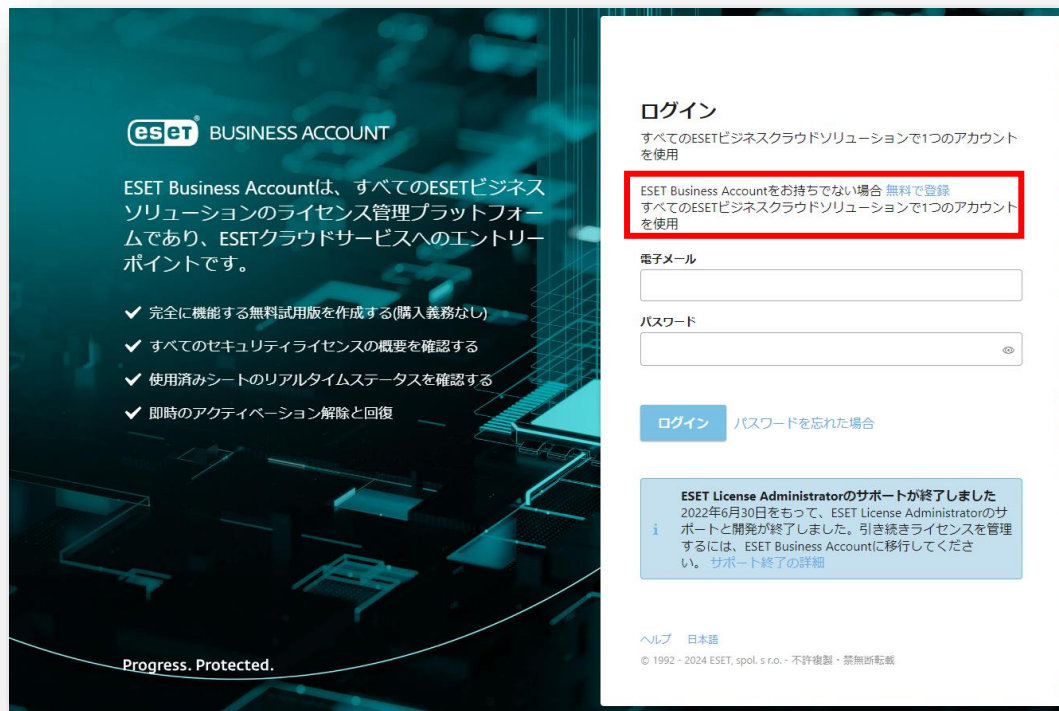 eset® BUSINESS ACCOUNT
ESET Business Accountは、すべてのESETビジネス
ソリューションのライセンス管理プラットフォー
ムであり、ESETクラウドサービスへのエントリー
ポイントです。
✓ 完全に機能する無料試用版を作成する(購入義務なし)
✓ すべてのセキュリティライセンスの概要を確認する
✓ 使用済みシートのリアルタイムステータスを確認する
✓ 即時のアクティベーション解除と回復
Progress. Protected.
ログイン
すべてのESETビジネスクラウドソリューションで1つのアカウント
を使用
ESET Business Accountをお持ちでない場合 無料で登録
すべてのESETビジネスクラウドソリューションで1つのアカウント
を使用
電子メール
パスワード
ログイン パスワードを忘れた場合
ESET License Administratorのサポートが終了しました
2022年6月30日をもって、ESET License Administratorのサ
ポートと開発が終了しました。引き続きライセンスを管理
するには、ESET Business Accountに移行してくださ
い。 サポート終了の詳細
ヘルプ 日本語
© 1992 - 2024 ESET, spol. s r.o. - 不許複製・禁無断転載